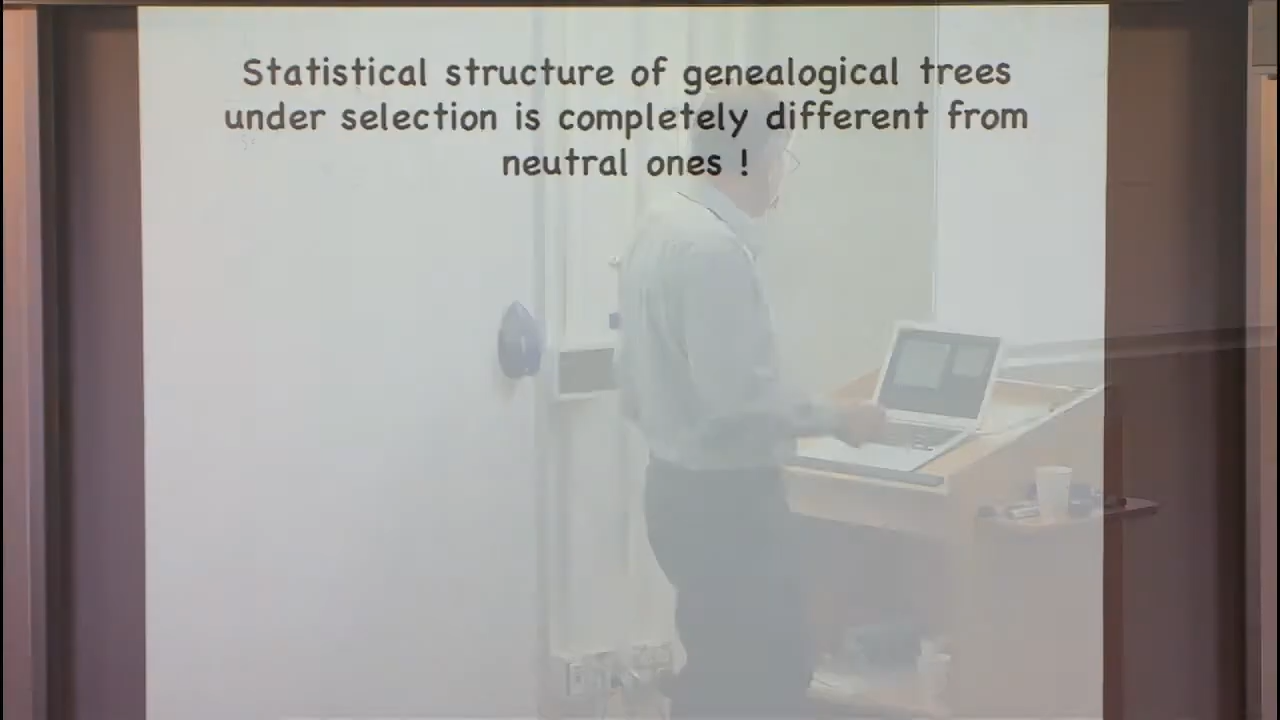 Statistical structure of genealogical trees
under selection is completely different from
neutral ones !